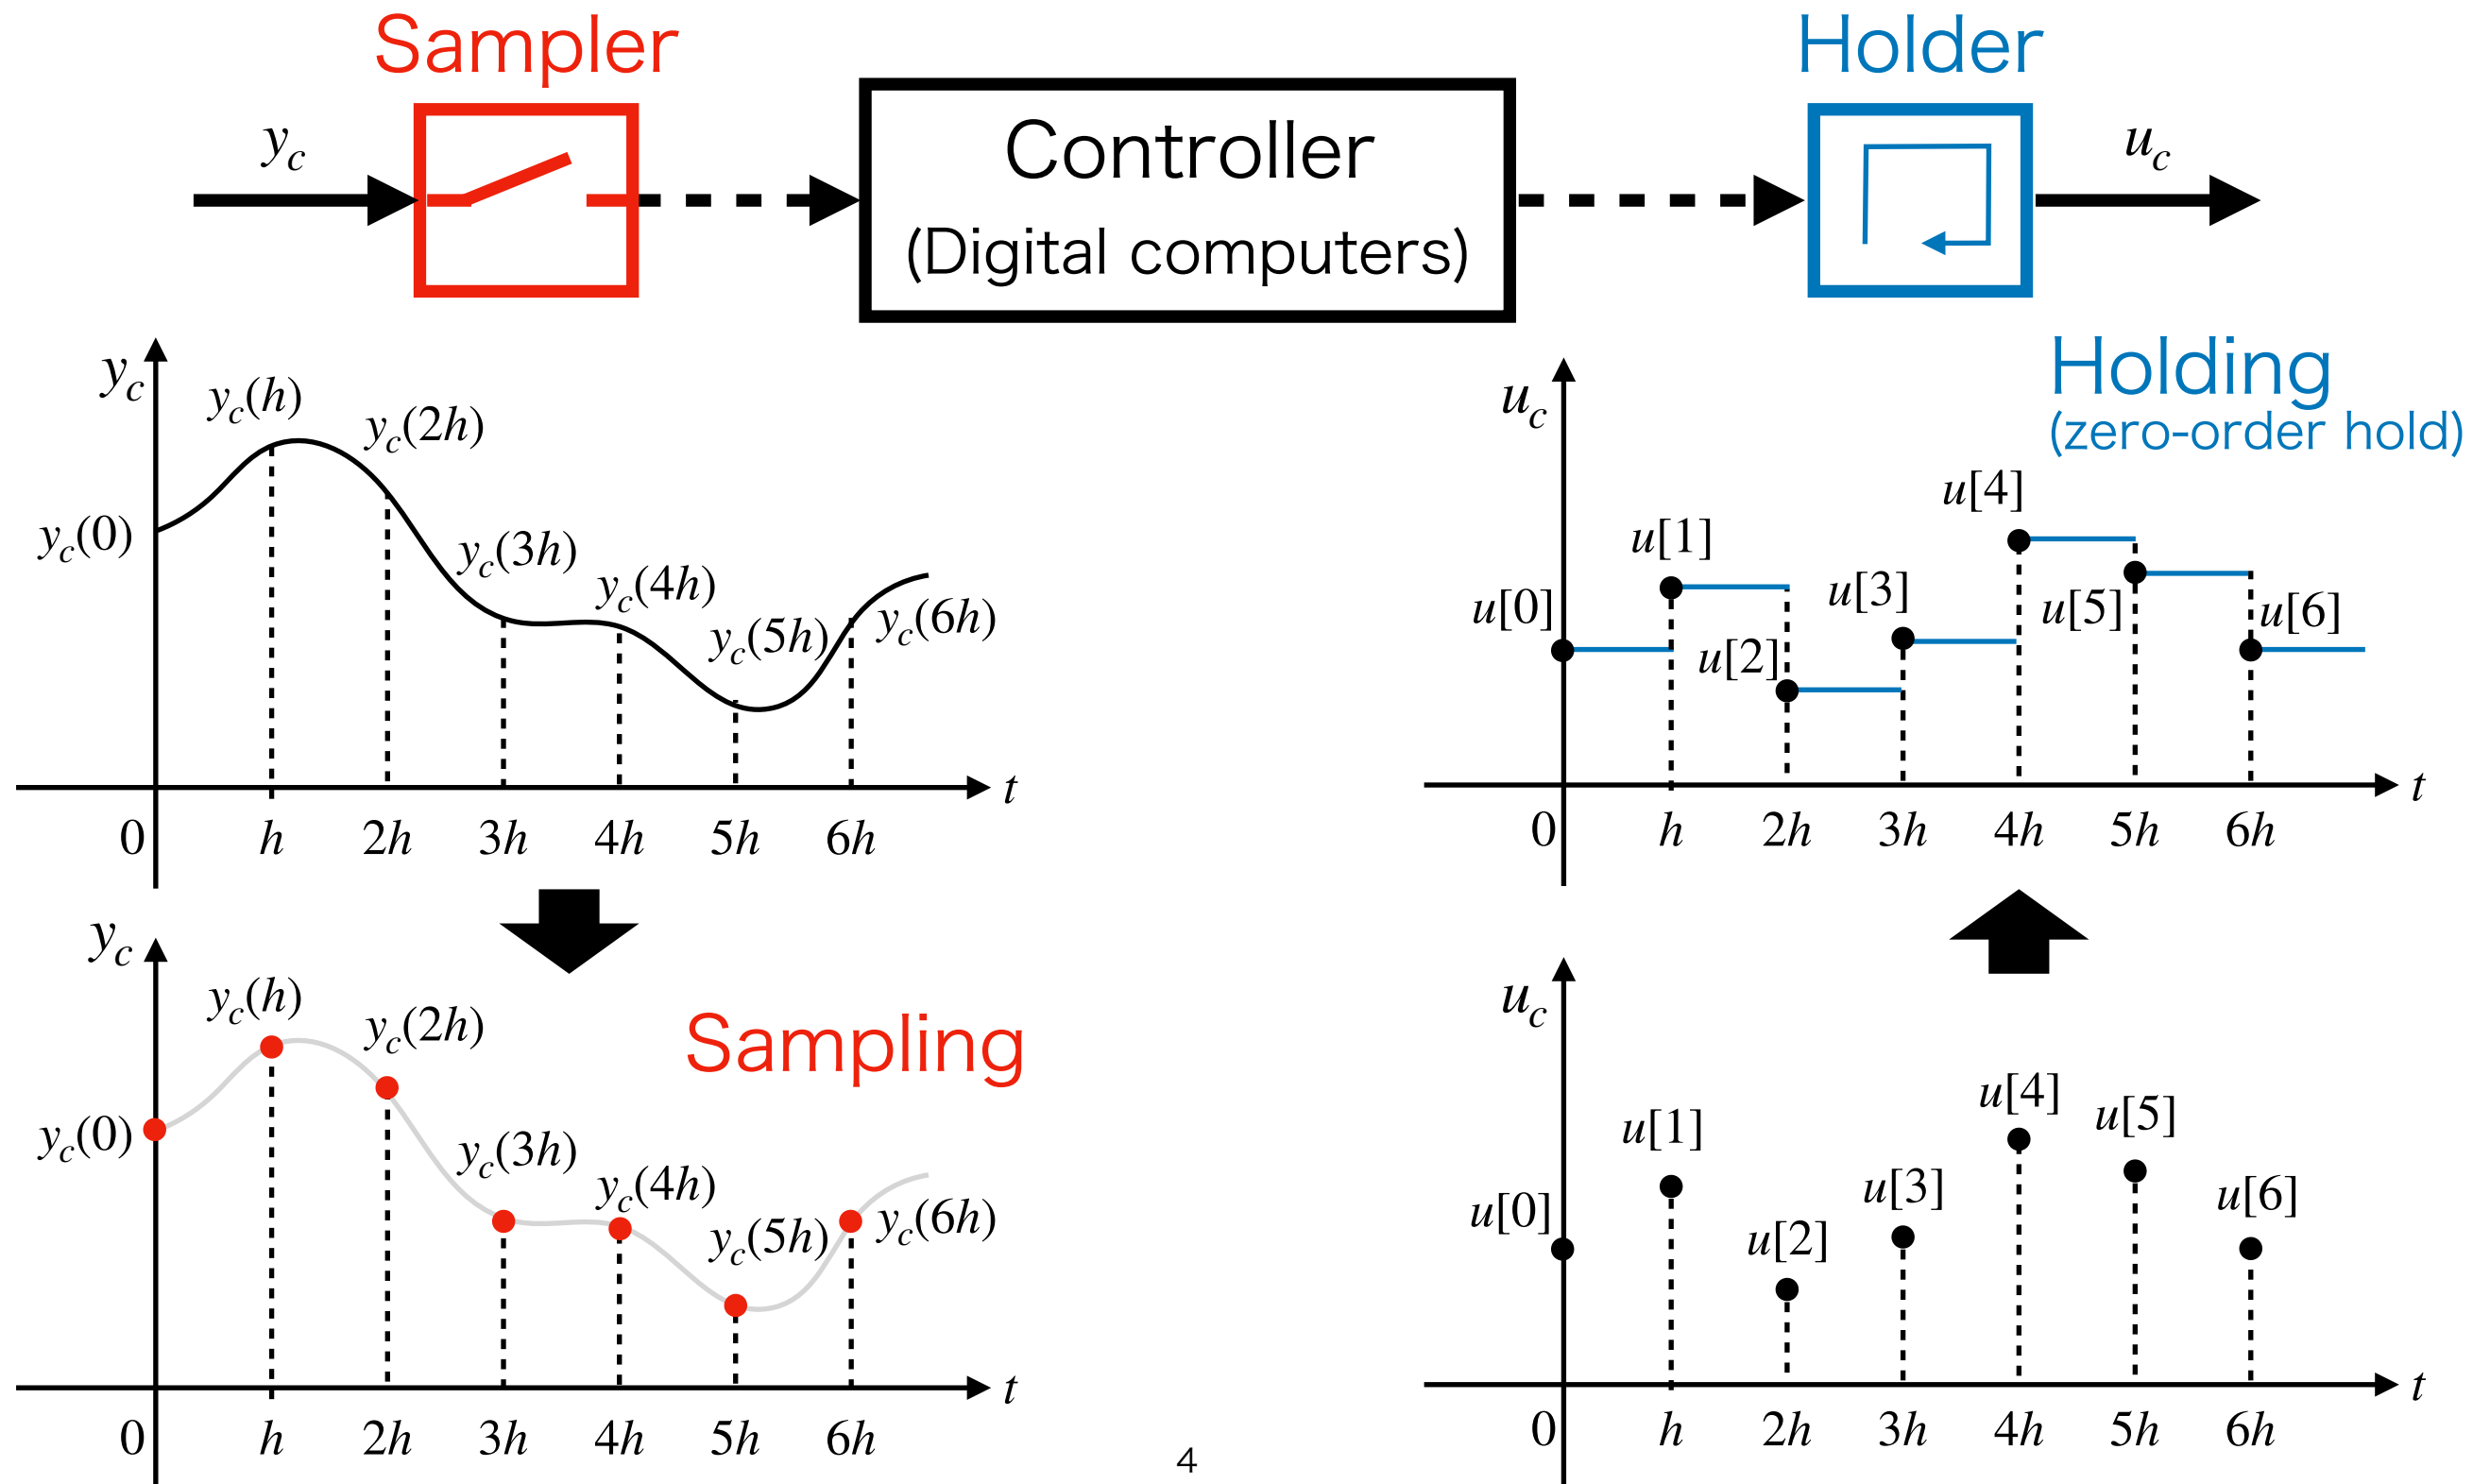 Sampler
Holder
y_c
Controller
(Digital computers)
u_c
y_c
y_c(h)
y_c(2h)
y_c(0)
y_c(3h)
y_c(4h)
y_c(5h)
y_c(6h)
t
0 h 2h 3h 4h 5h 6h
Holding
(zero-order hold)
u_c
u[0]
u[1]
u[2]
u[3]
u[4]
u[5]
u[6]
t
0 h 2h 3h 4h 5h 6h
y_c
y_c(h)
y_c(2h)
Sampling
y_c(0)
y_c(3h)
y_c(4h)
y_c(5h)
y_c(6h)
t
0 h 2h 3h 4h 5h 6h
u_c
u[0]
u[1]
u[2]
u[3]
u[4]
u[5]
u[6]
t
0 h 2h 3h 4h 5h 6h
4